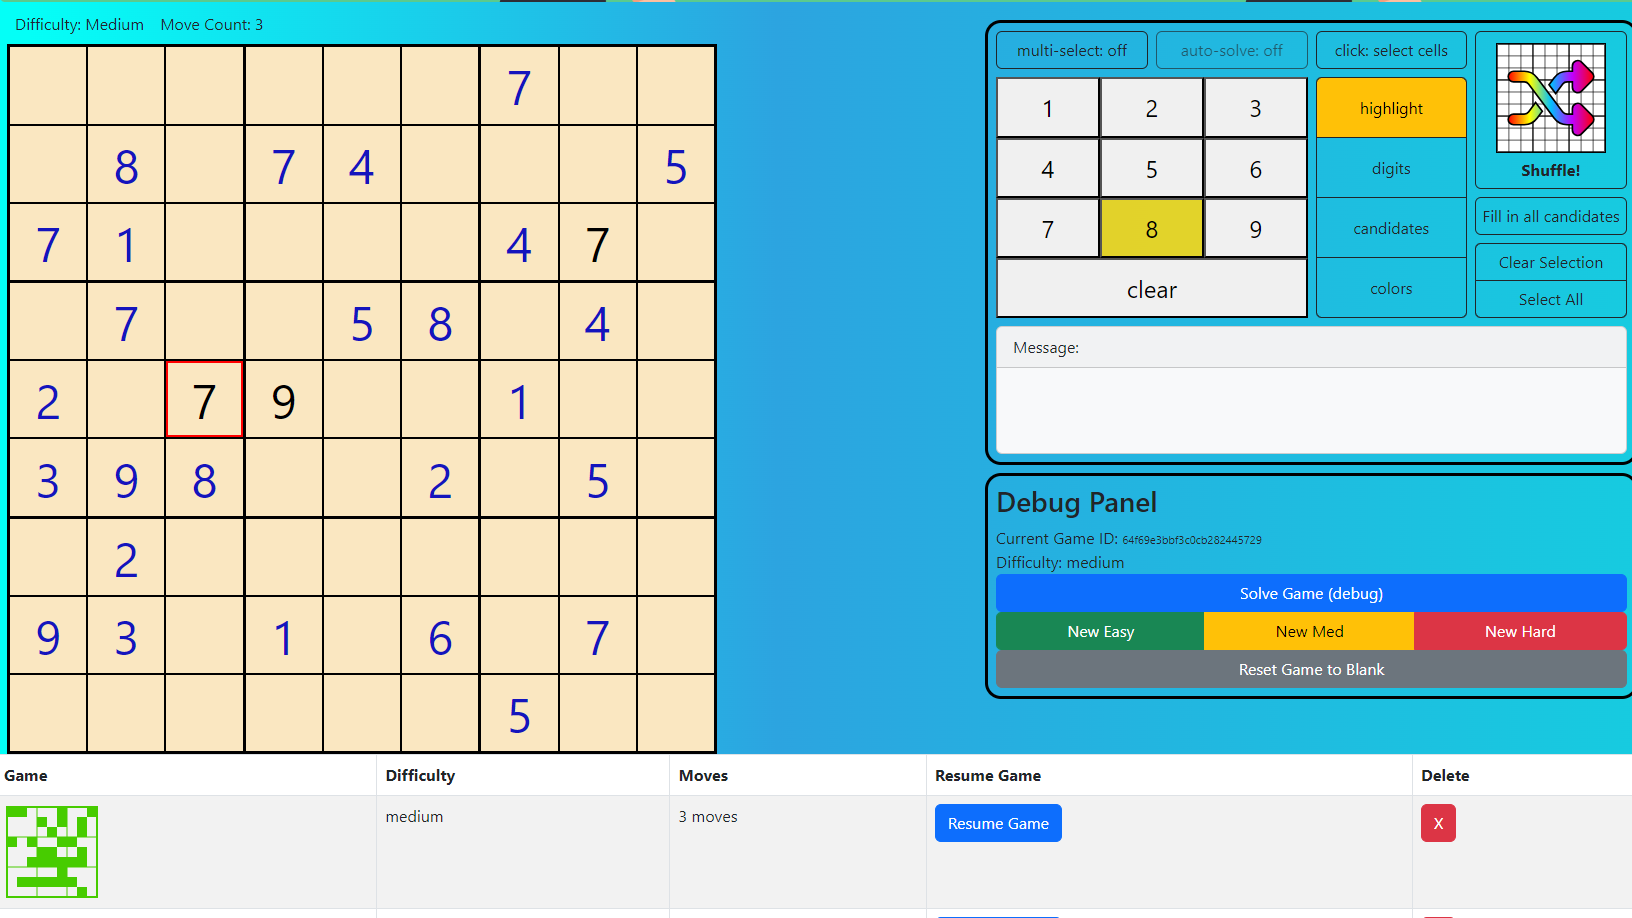 Difficulty: Medium Move Count: 3
7
8 7 4 5
7 1 4 7
7 5 8 4
2 7 9 1
3 9 8 2 5
2
9 3 1 6 7
5
multi-select: off auto-solve: off click: select cells
1 2 3
4 5 6
7 8 9
clear
highlight
digits
candidates
colors
Shuffle!
Fill in all candidates
Clear Selection
Select All
Message:
Debug Panel
Current Game ID: 64f69e3bbf3c0cb282445729
Difficulty: medium
Solve Game (debug)
New Easy New Med New Hard
Reset Game to Blank
Game Difficulty Moves Resume Game Delete
medium 3 moves Resume Game X